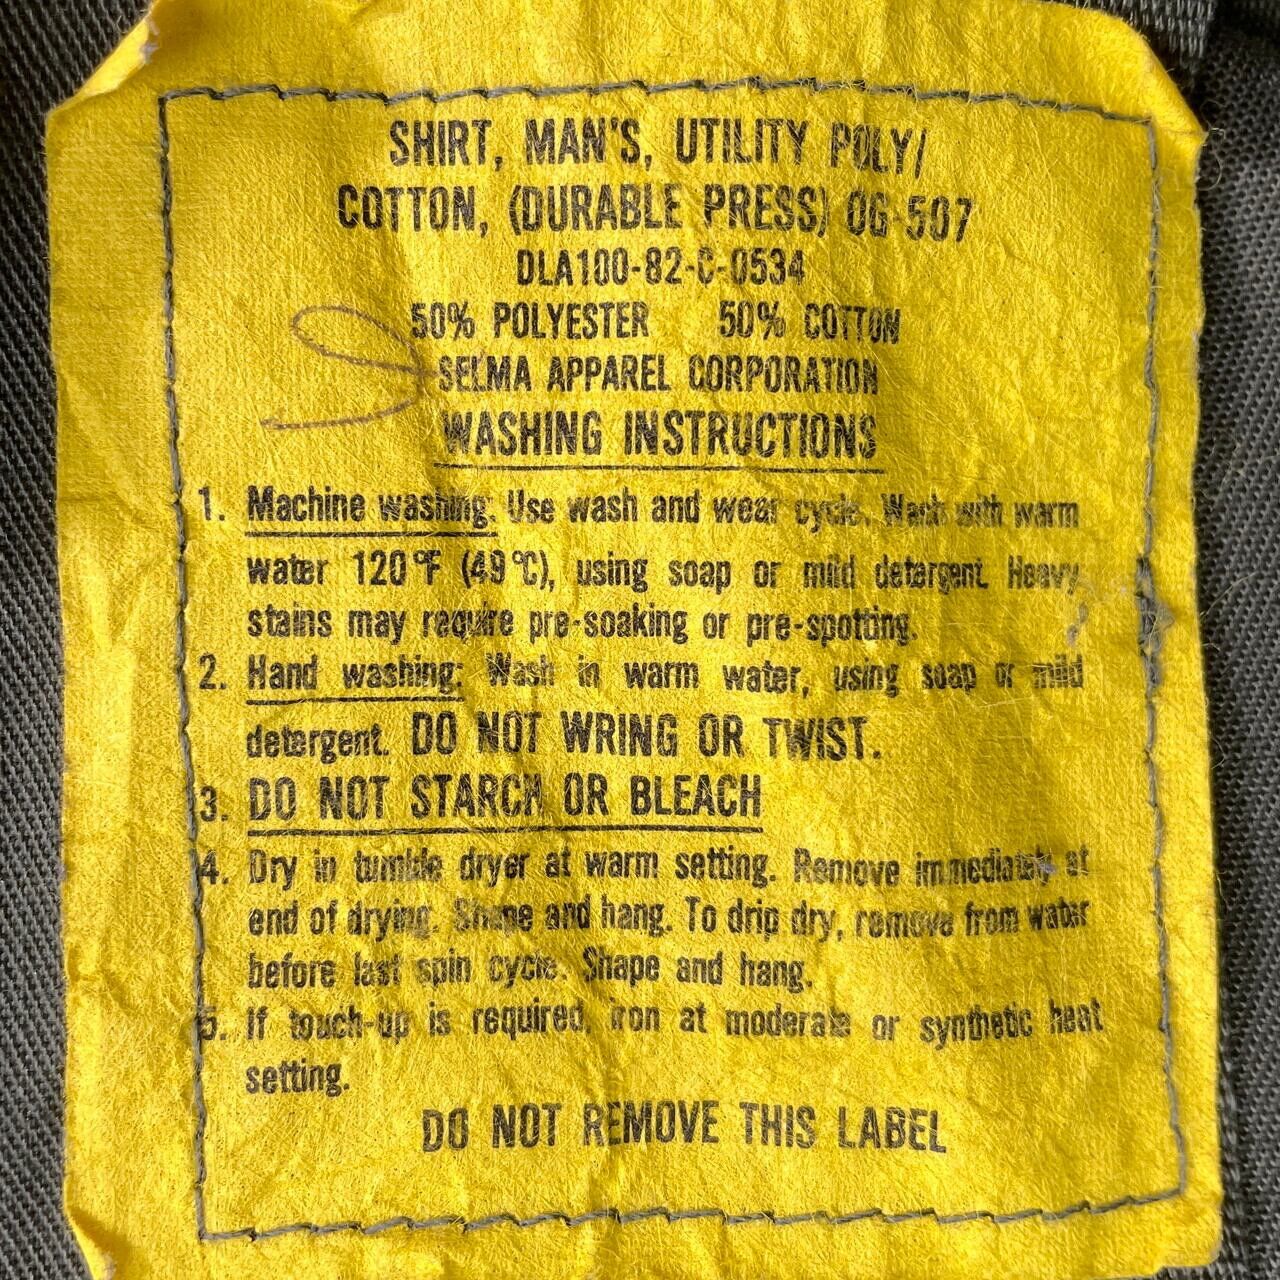 SHIRT, MAN'S, UTILITY POLY/
COTTON, (DURABLE PRESS) OG-507
DLA100-82-C-0534
50% POLYESTER 50% COTTON
SELMA APPAREL CORPORATION
WASHING INSTRUCTIONS
1. Machine washing: Use wash and wear cycle. Wash with warm
water 120°F (49°C), using soap or mild detergent. Heavy
stains may require pre-soaking or pre-spotting.
2. Hand washing: Wash in warm water, using soap or mild
detergent. DO NOT WRING OR TWIST.
3. DO NOT STARCH OR BLEACH
4. Dry in tumble dryer at warm setting. Remove immediately at
end of drying. Shape and hang. To drip dry, remove from water
before last spin cycle. Shape and hang.
5. If touch-up is required, iron at moderate or synthetic heat
setting.
DO NOT REMOVE THIS LABEL